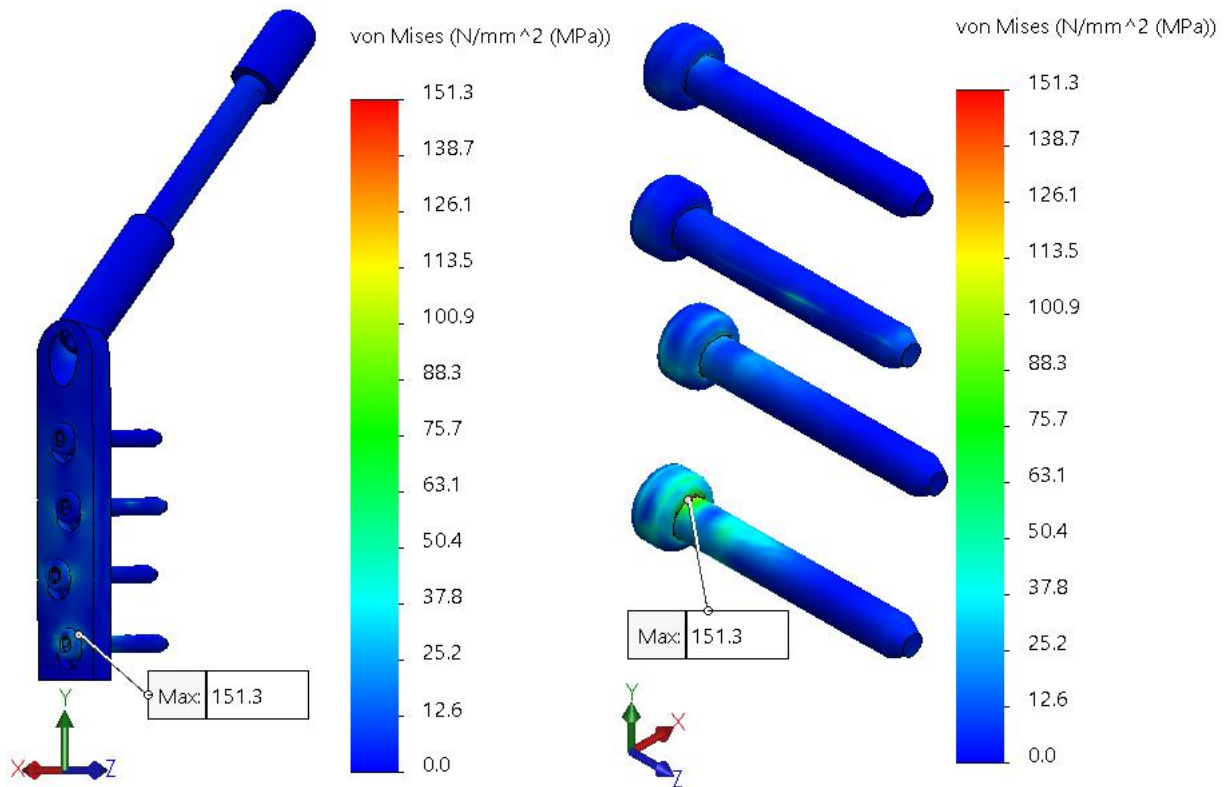 von Mises (N/mm^2 (MPa))
151.3
138.7
126.1
113.5
100.9
88.3
75.7
63.1
50.4
37.8
25.2
12.6
0.0
Max: 151.3
Y
X
Z
von Mises (N/mm^2 (MPa))
151.3
138.7
126.1
113.5
100.9
88.3
75.7
63.1
50.4
37.8
25.2
12.6
0.0
Max: 151.3
Y
X
Z